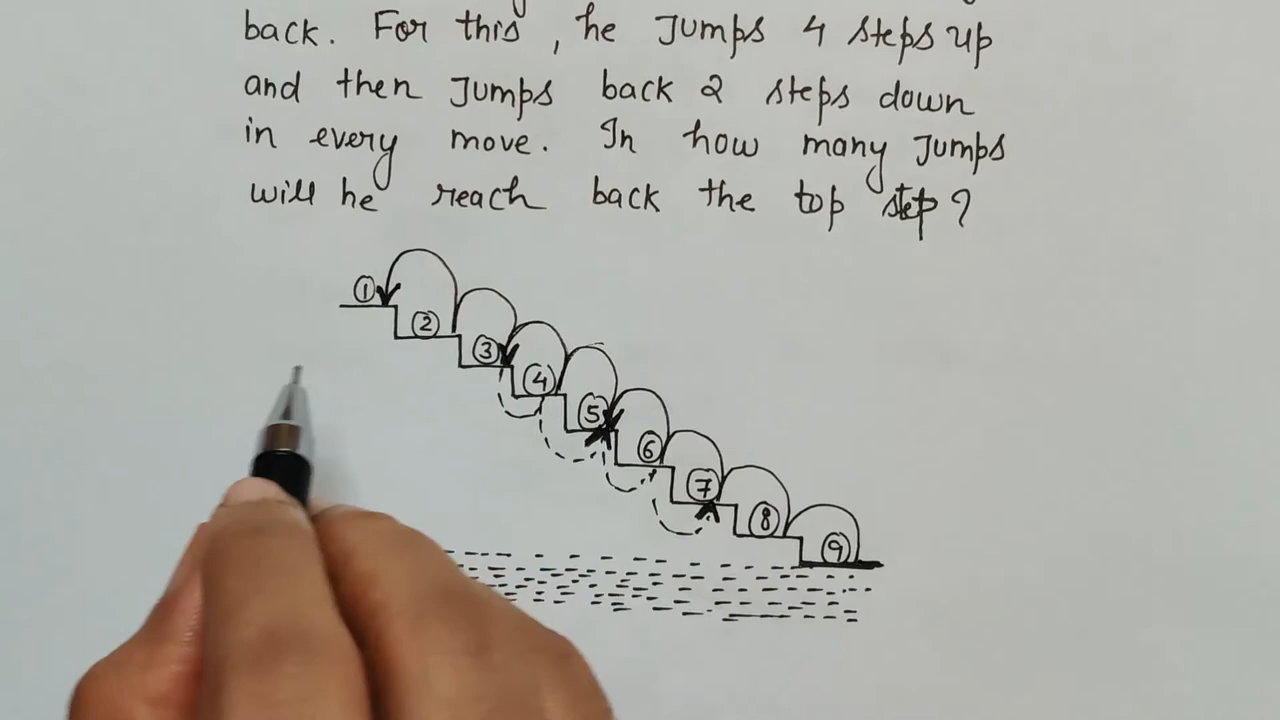 back. For this, he Jumps 4 steps up
and then Jumps back 2 steps down
in every move. In how many Jumps
will he reach back the top step?
1
2
3
4
5
6
7
8
9